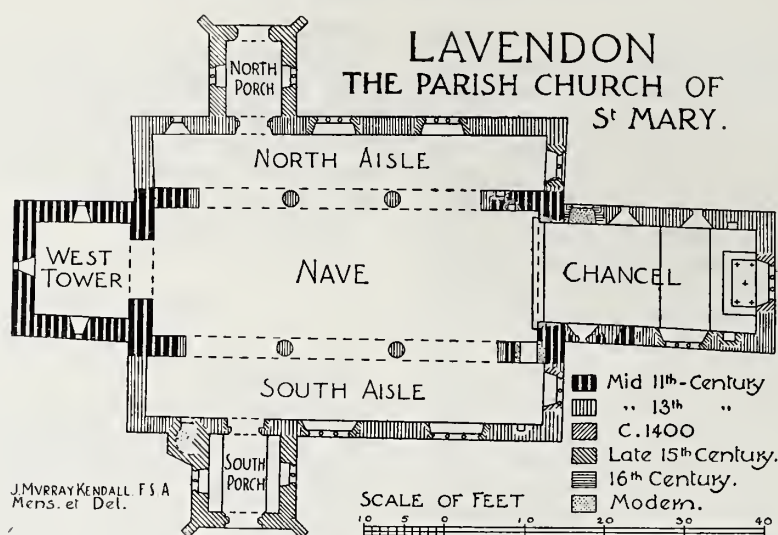 LAVENDON
THE PARISH CHURCH OF
St MARY.
NORTH
PORCH
NORTH AISLE
WEST
TOWER
NAVE
CHANCEL
SOUTH AISLE
SOUTH
PORCH
Mid 11th-Century
„ 13th „
C.1400
Late 15th Century.
16th Century.
Modern.
J. MVRRAY KENDALL. F S A
Mens. et Del.
SCALE OF FEET
10 5 0 10 20 30 40